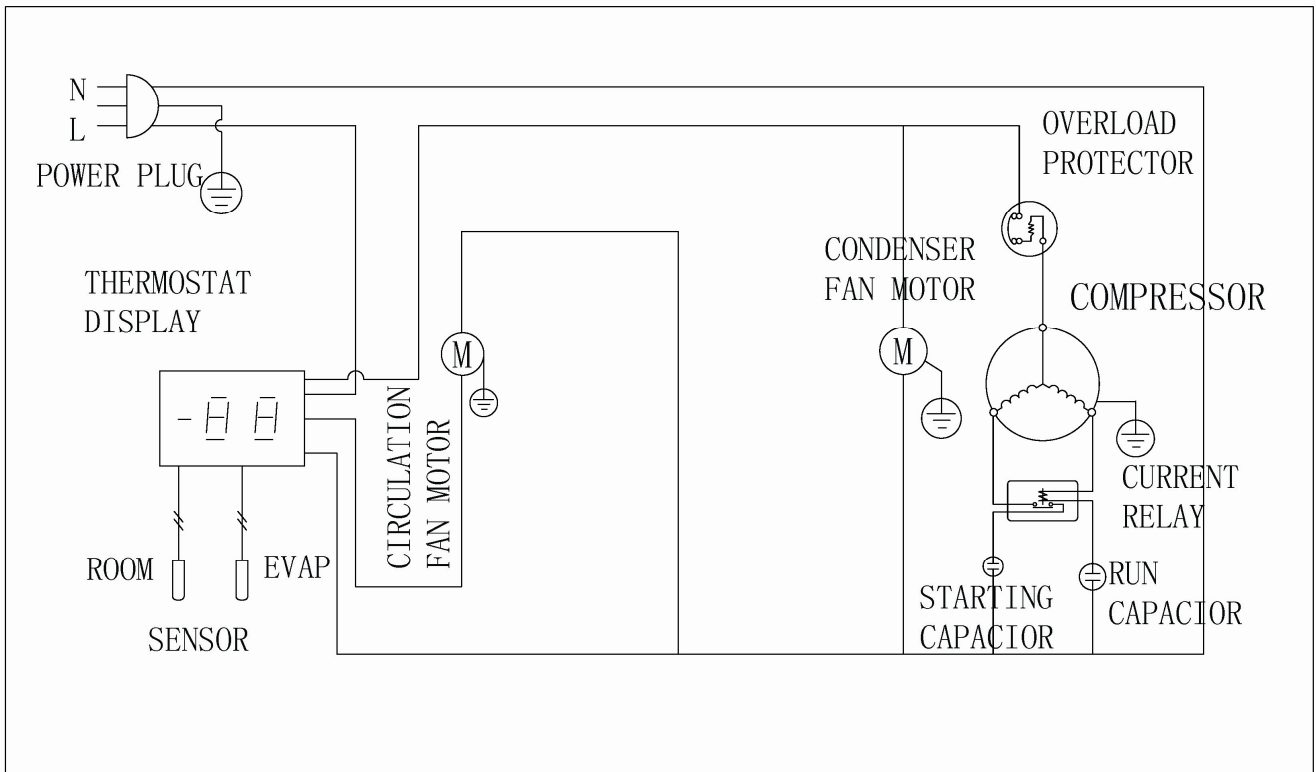 N
L
POWER PLUG
OVERLOAD
PROTECTOR
CONDENSER
FAN MOTOR
THERMOSTAT
DISPLAY
COMPRESSOR
M
M
-88
CIRCULATION
FAN MOTOR
CURRENT
RELAY
ROOM
EVAP
SENSOR
STARTING
CAPACIOR
RUN
CAPACIOR